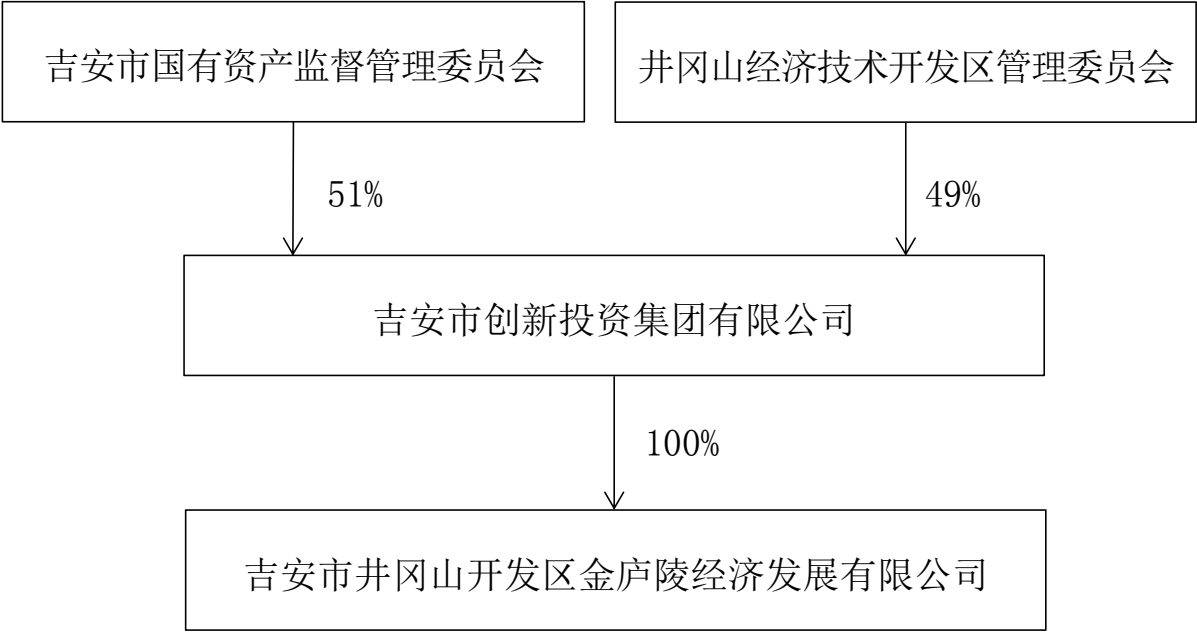 吉安市国有资产监督管理委员会
井冈山经济技术开发区管理委员会
51%
49%
吉安市创新投资集团有限公司
100%
吉安市井冈山开发区金庐陵经济发展有限公司